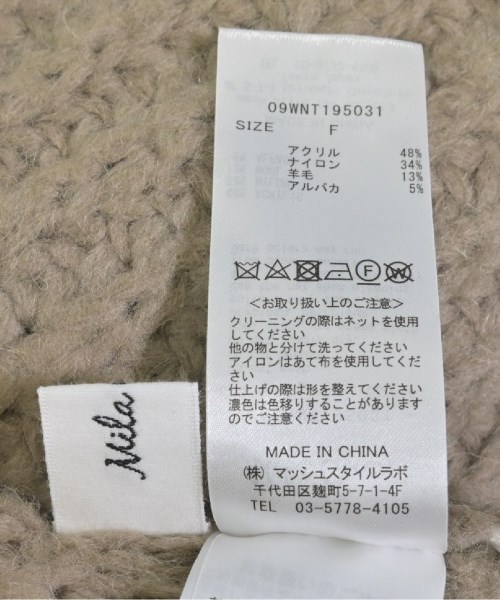 09WNT195031
SIZE F
アクリル 48%
ナイロン 34%
羊毛 13%
アルパカ 5%
F
W
<お取り扱い上のご注意>
クリーニングの際はネットを使用
してください
他の物と分けて洗ってください
アイロンはあて布を使用してくだ
さい
仕上げの際は形を整えてください
濃色は色移りすることがあります
のでご注意ください
MADE IN CHINA
(株) マッシュスタイルラボ
千代田区麹町5-7-1-4F
TEL 03-5778-4105
Mila